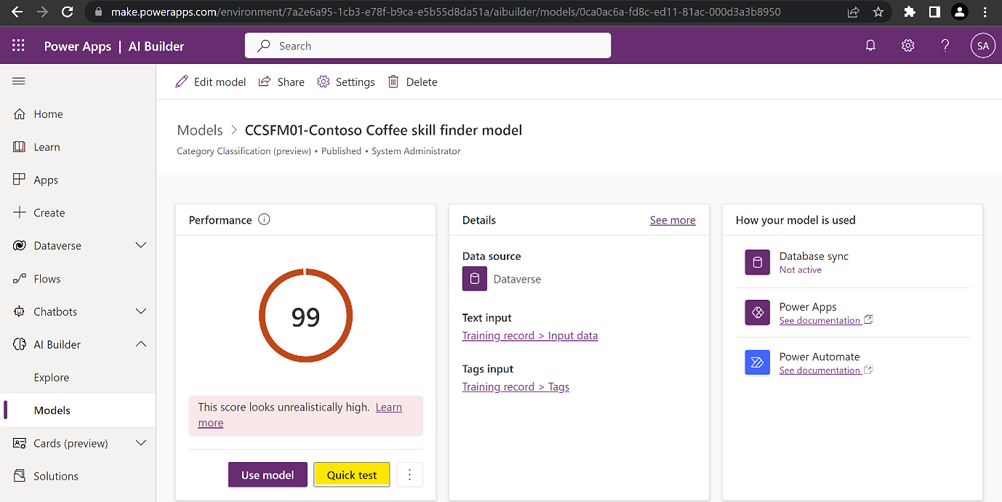 make.powerapps.com/environment/7a2e6a95-1cb3-e78f-b9ca-e5b55d8da51a/aibuilder/models/0ca0ac6a-fd8c-ed11-81ac-000d3a3b8950
Power Apps | AI Builder
Search
SA
Edit model
Share
Settings
Delete
Home
Learn
Apps
Create
Dataverse
Flows
Chatbots
AI Builder
Explore
Models
Cards (preview)
Solutions
Models > CCSFM01-Contoso Coffee skill finder model
Category Classification (preview) • Published • System Administrator
Performance
99
This score looks unrealistically high. Learn
more
Use model
Quick test
Details
See more
Data source
Dataverse
Text input
Training record > Input data
Tags input
Training record > Tags
How your model is used
Database sync
Not active
Power Apps
See documentation
Power Automate
See documentation